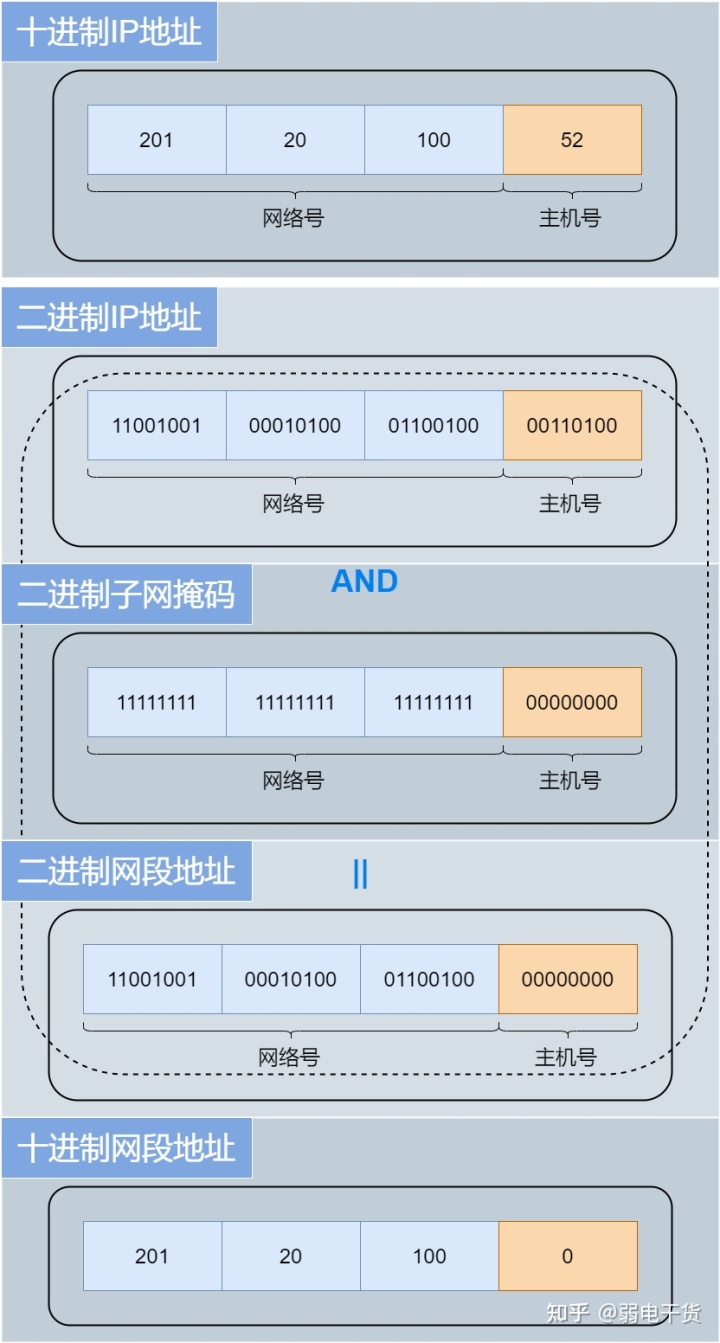 十进制IP地址
201 20 100 52
网络号 主机号
二进制IP地址
11001001 00010100 01100100 00110100
网络号 主机号
AND
二进制子网掩码
11111111 11111111 11111111 00000000
网络号 主机号
二进制网段地址
||
11001001 00010100 01100100 00000000
网络号 主机号
十进制网段地址
201 20 100 0
知乎 @弱电干货